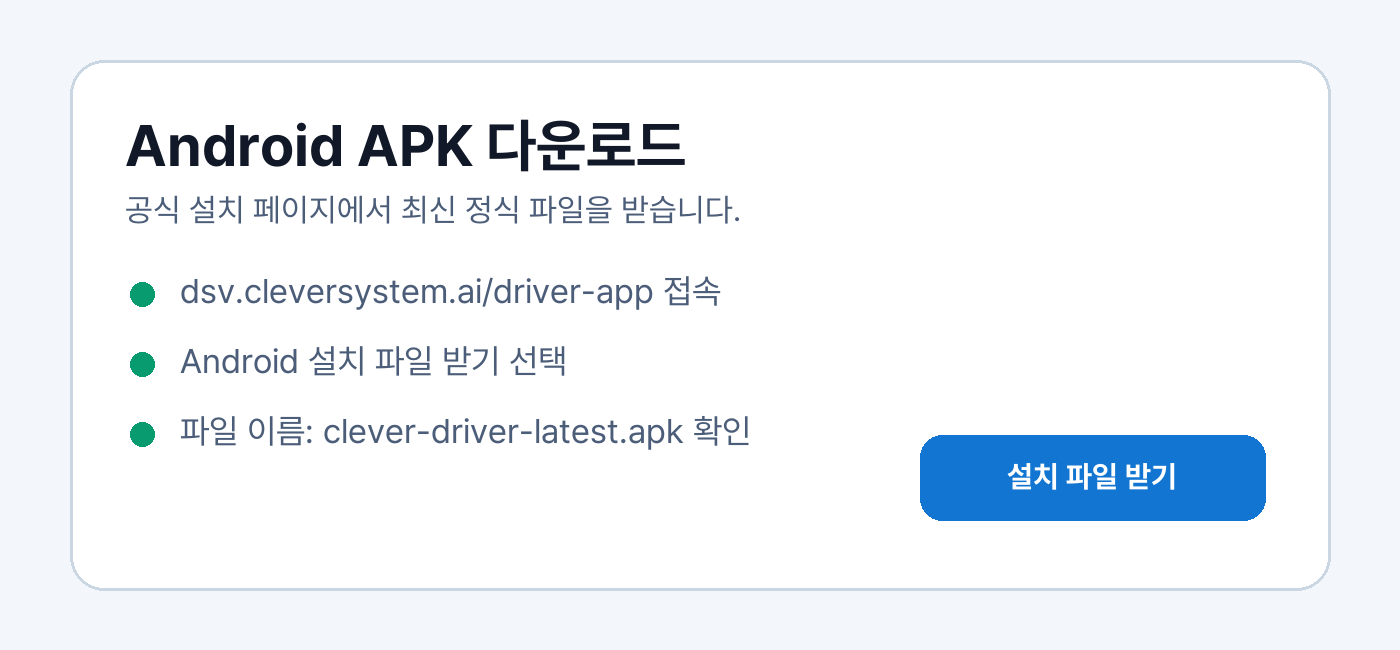 Android APK 다운로드
공식 설치 페이지에서 최신 정식 파일을 받습니다.
dsv.cleversystem.ai/driver-app 접속
Android 설치 파일 받기 선택
파일 이름: clever-driver-latest.apk 확인
설치 파일 받기